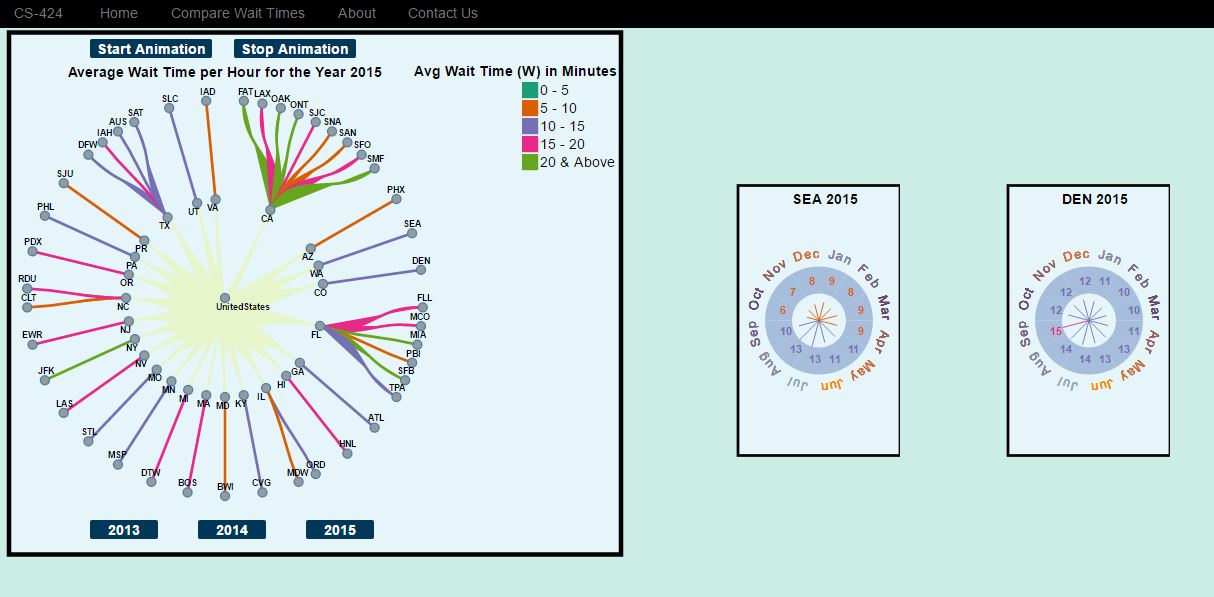 CS-424 Home Compare Wait Times About Contact Us
Start Animation Stop Animation
Average Wait Time per Hour for the Year 2015
Avg Wait Time (W) in Minutes
0 - 5
5 - 10
10 - 15
15 - 20
20 & Above
SLC
IAD
FAT
LAX
OAK
ONT
SJC
SNA
SAN
SFO
SMF
SAT
AUS
IAH
DFW
SJU
PHL
PDX
RDU
CLT
EWR
JFK
LAS
STL
MSP
DTW
BOS
BWI
CVG
MDW
ORD
HNL
ATL
TPA
SFB
PBI
MIA
MCO
FLL
DEN
SEA
PHX
TX
UT
VA
CA
AZ
WA
CO
PR
PA
OR
NC
UnitedStates
FL
NJ
NY
NV
MO
MN
MI
MA
MD
KY
IL
HI
GA
2013 2014 2015
SEA 2015
Jan Feb Mar Apr May Jun Jul Aug Sep Oct Nov Dec
9 8 9 9 11 11 13 13 10 6 7 8
DEN 2015
Jan Feb Mar Apr May Jun Jul Aug Sep Oct Nov Dec
11 10 10 11 11 13 14 14 15 12 12 12